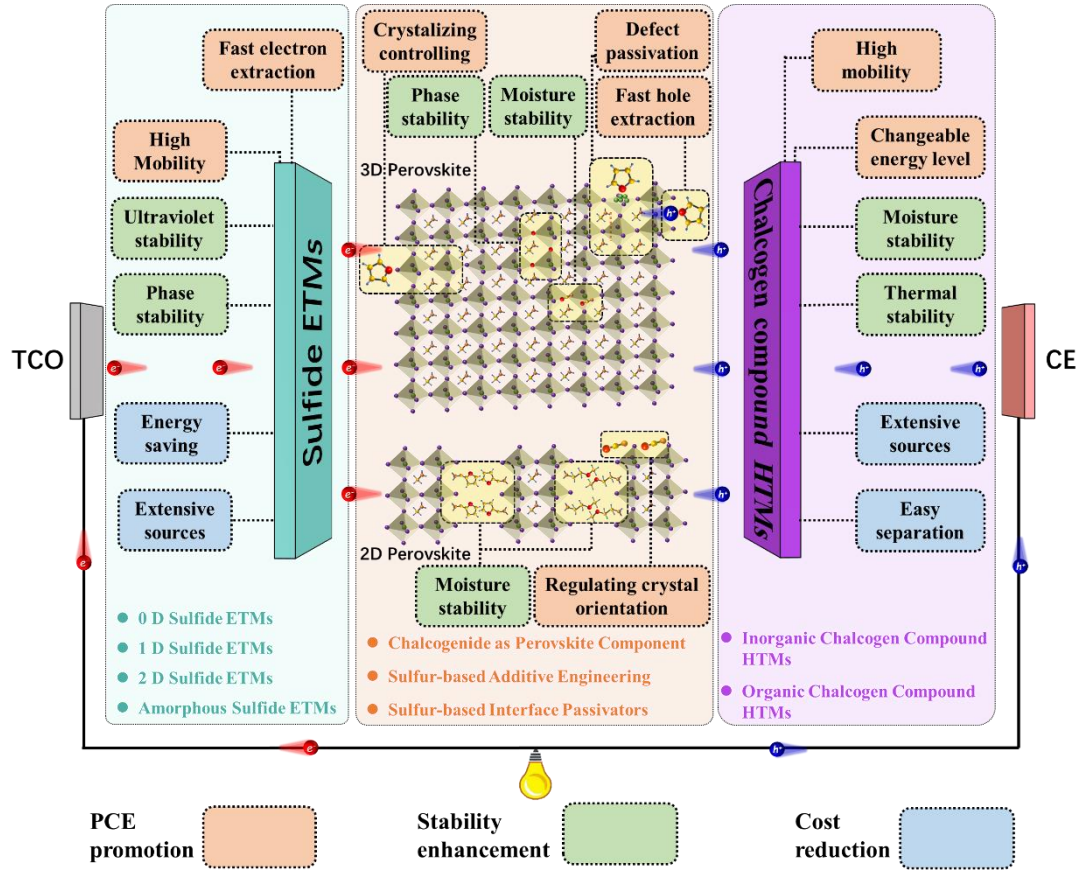 Fast electron
extraction
High
Mobility
Ultraviolet
stability
Phase
stability
Energy
saving
Extensive
sources
Sulfide ETMs
TCO
e⁻
e⁻
e⁻
e⁻
e⁻
e
e
● 0 D Sulfide ETMs
● 1 D Sulfide ETMs
● 2 D Sulfide ETMs
● Amorphous Sulfide ETMs
Crystalizing
controlling
Defect
passivation
Phase
stability
Moisture
stability
Fast hole
extraction
3D Perovskite
h⁺
2D Perovskite
Moisture
stability
Regulating crystal
orientation
● Chalcogenide as Perovskite Component
● Sulfur-based Additive Engineering
● Sulfur-based Interface Passivators
High
mobility
Changeable
energy level
Moisture
stability
Thermal
stability
Extensive
sources
Easy
separation
Chalcogen compound HTMs
h⁺
h⁺
h⁺
h⁺
h⁺
h⁺
h⁺
CE
● Inorganic Chalcogen Compound
HTMs
● Organic Chalcogen Compound
HTMs
PCE
promotion
Stability
enhancement
Cost
reduction